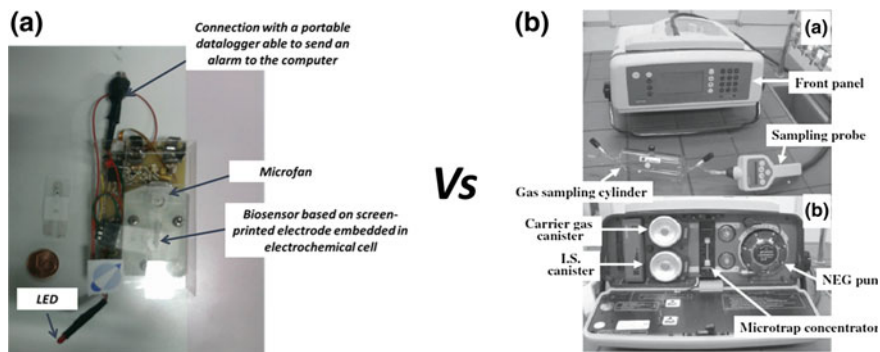 (a)
Connection with a portable
datalogger able to send an
alarm to the computer
Microfan
Biosensor based on screen-
printed electrode embedded in
electrochemical cell
LED
Vs
(b)
(a)
Front panel
Sampling probe
Gas sampling cylinder
(b)
Carrier gas
canister
I.S.
canister
NEG pun
Microtrap concentrator